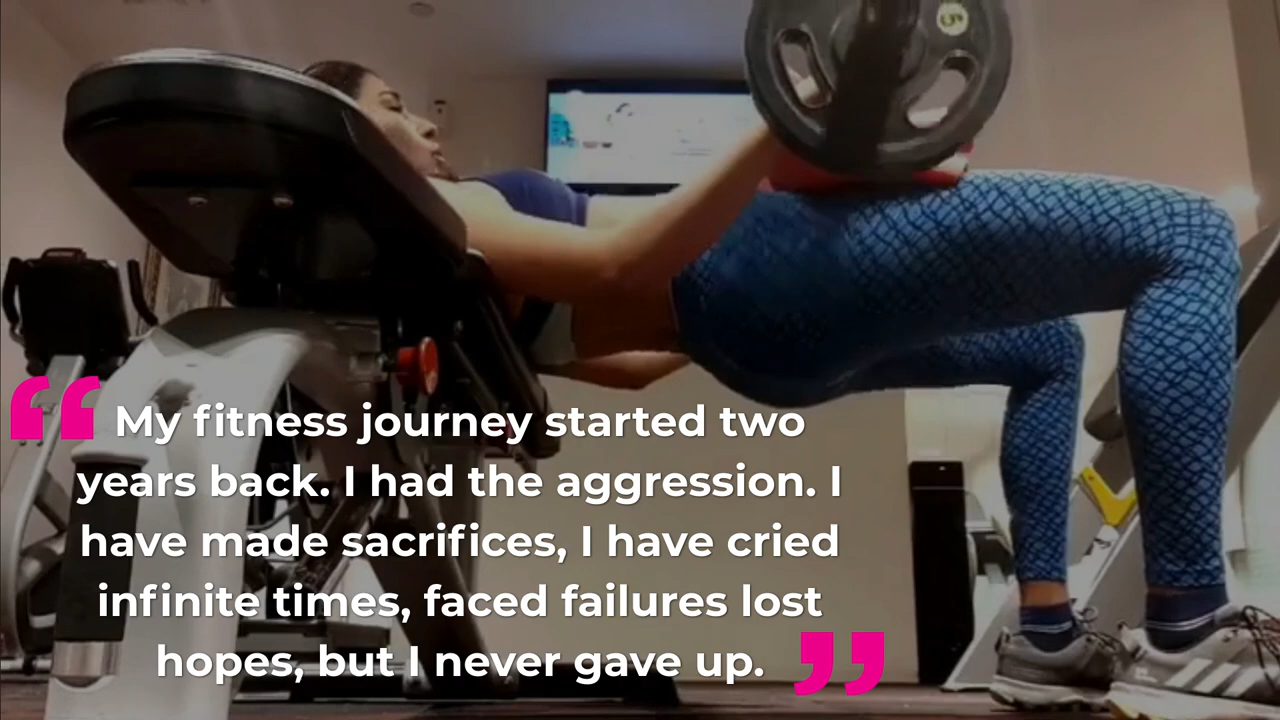 “ My fitness journey started two
years back. I had the aggression. I
have made sacrifices, I have cried
infinite times, faced failures lost
hopes, but I never gave up. ”